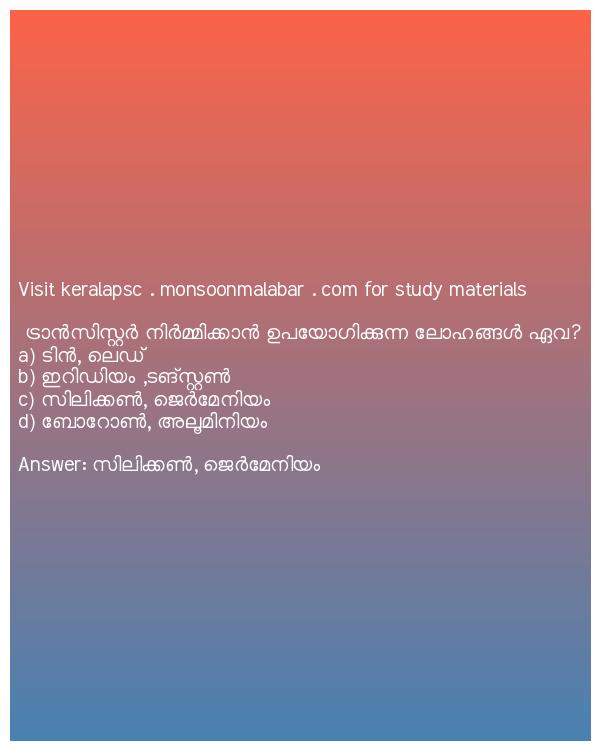 Visit keralapsc . monsoonmalabar . com for study materials
ട്രാൻസിസ്റ്റർ നിർമ്മിക്കാൻ ഉപയോഗിക്കുന്ന ലോഹങ്ങൾ ഏവ?
a) ടിൻ, ലെഡ്
b) ഇറിഡിയം ,ടങ്സ്റ്റൺ
c) സിലിക്കൺ, ജെർമേനിയം
d) ബോറോൺ, അലൂമിനിയം
Answer: സിലിക്കൺ, ജെർമേനിയം